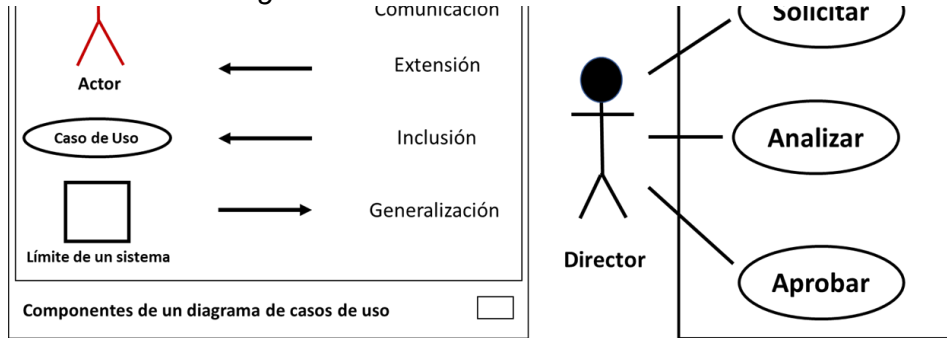 Comunicación
Actor
Extensión
Caso de Uso
Inclusión
Límite de un sistema
Generalización
Componentes de un diagrama de casos de uso
Solicitar
Director
Analizar
Aprobar